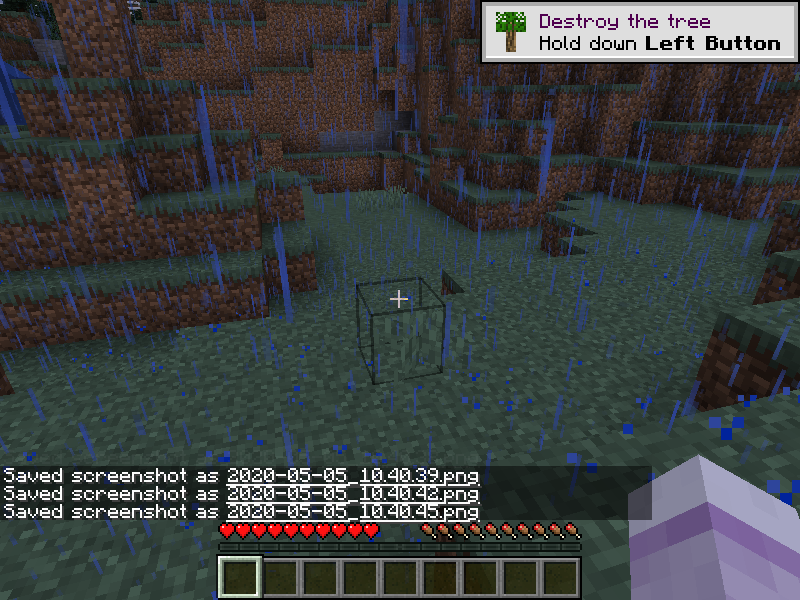 Destroy the tree
Hold down Left Button
Saved screenshot as 2020-05-05_10.40.39.png
Saved screenshot as 2020-05-05_10.40.42.png
Saved screenshot as 2020-05-05_10.40.45.png